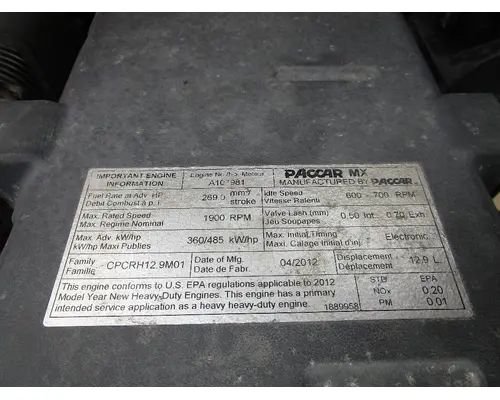 IMPORTANT ENGINE INFORMATION
Engine Nr./No. Moteur
PACCAR MX
MANUFACTURED BY PACCAR
Fuel Rate at Adv. HP
Débit Combust à p. f.
mm³/
stroke
Idle Speed
Vitesse Ralenti
600 - 700 RPM
Max. Rated Speed
Max. Regime Nominal
1900 RPM
Valve Lash (mm)
Jeu Soupapes
0.50 Int. 0.70 Exh
Max. Adv. kW/hp
kW/hp Maxi Publies
360/485 kW/hp
Max. Initial Timing
Maxi. Calage Initial d'inj.
Electronic
Family
Famille
CPCRH12.9M01
Date of Mfg.
Date de Fabr.
04/2012
Displacement
Déplacement
12.9 L
This engine conforms to U.S. EPA regulations applicable to 2012
Model Year New Heavy-Duty Engines. This engine has a primary
intended service application as a heavy heavy-duty engine.
1889958
STD EPA
NOx 0.20
PM 0.01